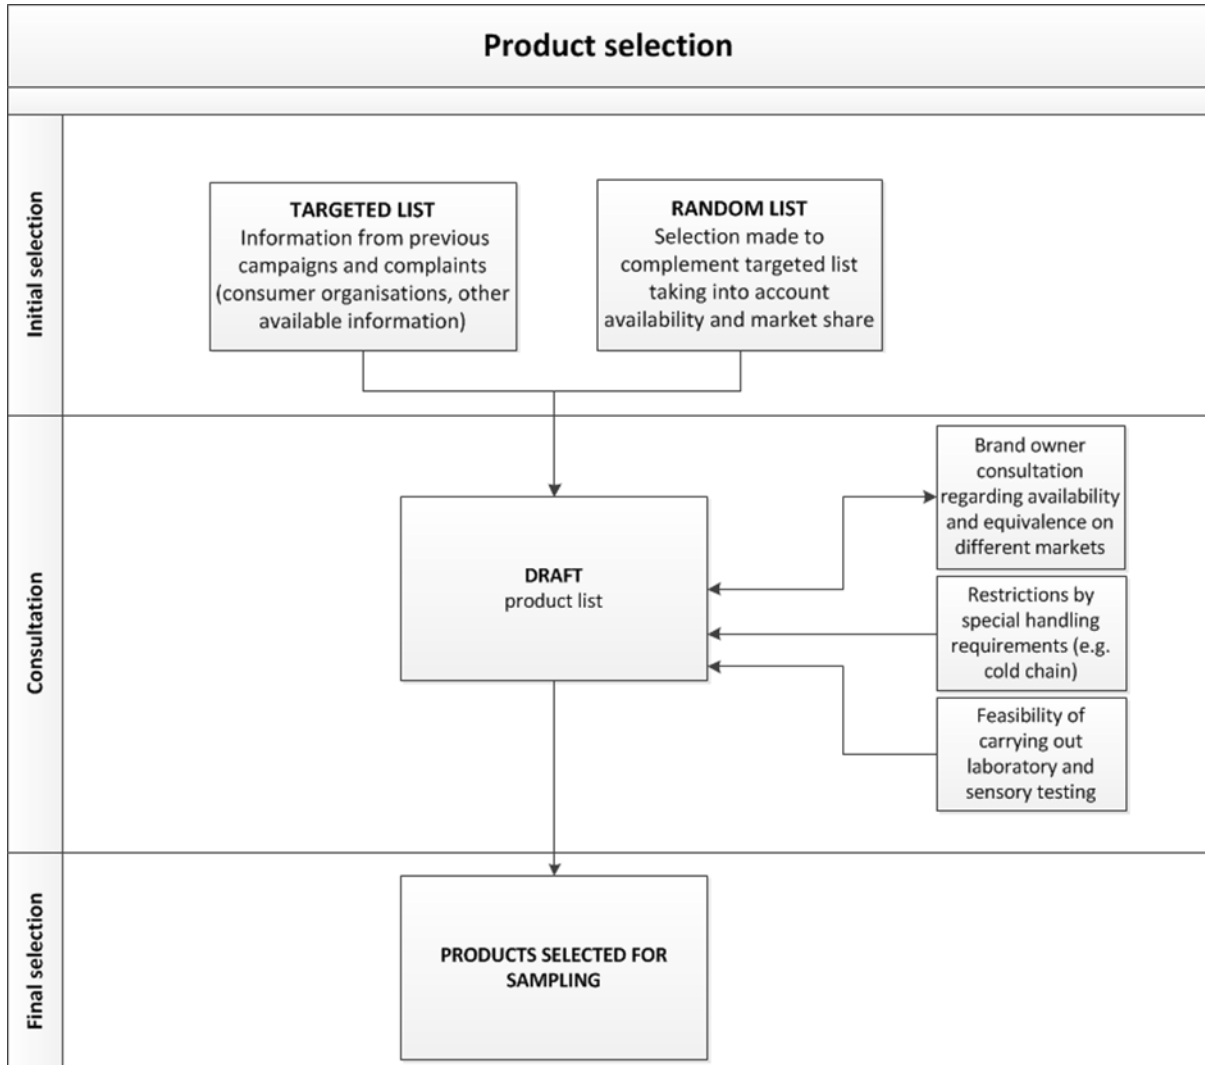 Product selection
Initial selection
TARGETED LIST
Information from previous
campaigns and complaints
(consumer organisations, other
available information)
RANDOM LIST
Selection made to
complement targeted list
taking into account
availability and market share
Consultation
DRAFT
product list
Brand owner
consultation
regarding availability
and equivalence on
different markets
Restrictions by
special handling
requirements (e.g.
cold chain)
Feasibility of
carrying out
laboratory and
sensory testing
Final selection
PRODUCTS SELECTED FOR
SAMPLING